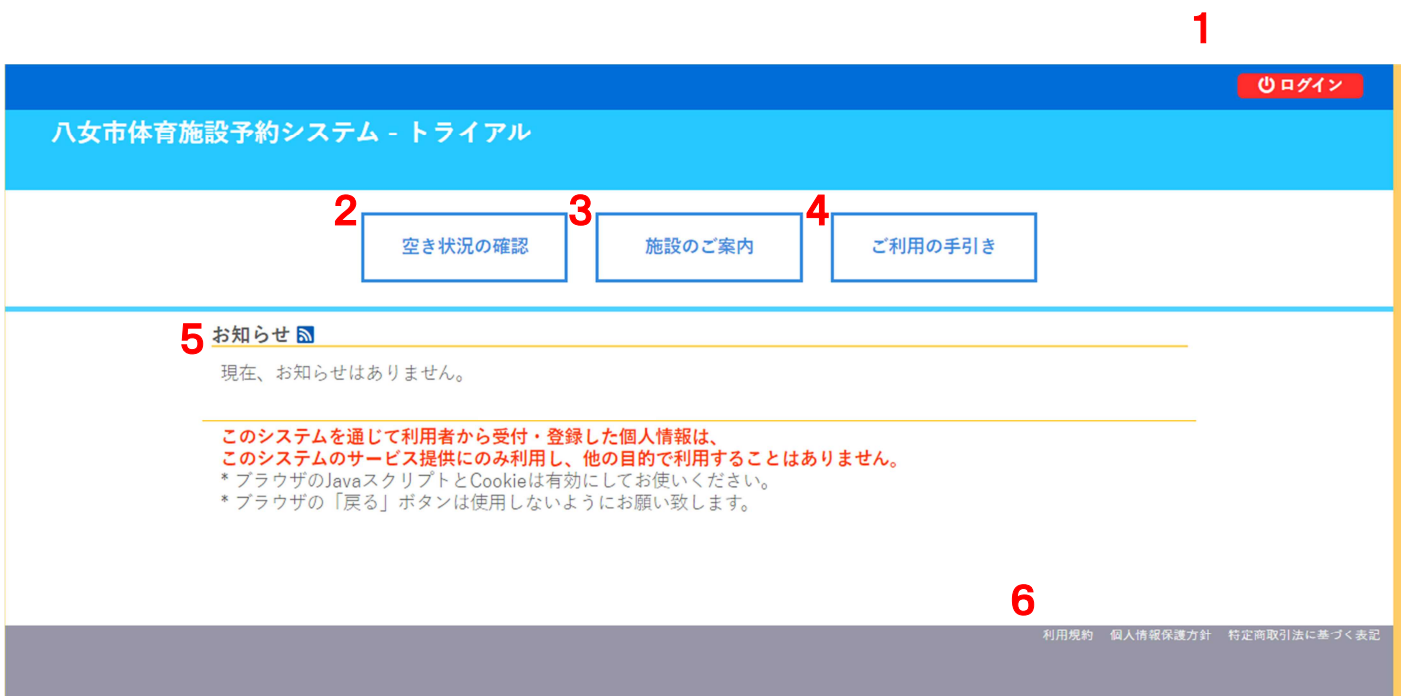 1
ログイン
八女市体育施設予約システム - トライアル
2
空き状況の確認
3
施設のご案内
4
ご利用の手引き
5
お知らせ
現在、お知らせはありません。
このシステムを通じて利用者から受付・登録した個人情報は、
このシステムのサービス提供にのみ利用し、他の目的で利用することはありません。
* ブラウザのJavaスクリプトとCookieは有効にしてお使いください。
* ブラウザの「戻る」ボタンは使用しないようにお願い致します。
6
利用規約 個人情報保護方針 特定商取引法に基づく表記